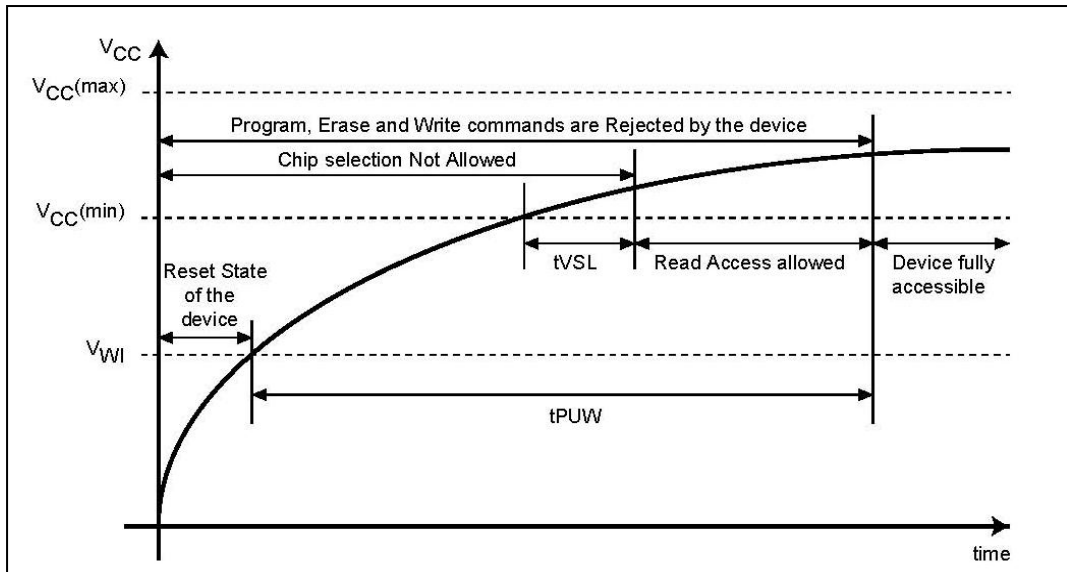 VCC
VCC(max)
Program, Erase and Write commands are Rejected by the device
Chip selection Not Allowed
VCC(min)
tVSL
Read Access allowed
Device fully
accessible
Reset State
of the
device
VWI
tPUW
time